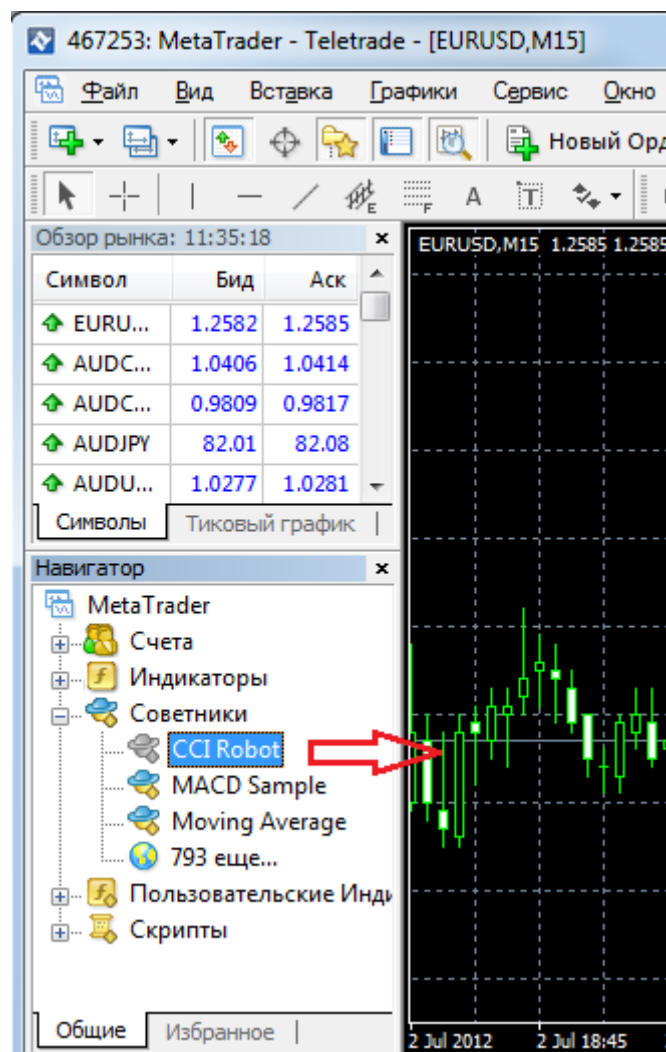 467253: MetaTrader - Teletrade - [EURUSD,M15]
Файл Вид Вставка Графики Сервис Окно
Новый Орд
E F A T
Обзор рынка: 11:35:18
EURUSD,M15 1.2585 1.2585
Символ Бид Аск
EURU... 1.2582 1.2585
AUDC... 1.0406 1.0414
AUDC... 0.9809 0.9817
AUDJPY 82.01 82.08
AUDU... 1.0277 1.0281
Символы Тиковый график
Навигатор
MetaTrader
Счета
Индикаторы
Советники
CCI Robot
MACD Sample
Moving Average
793 еще...
Пользовательские Инди
Скрипты
Общие Избранное
2 Jul 2012 2 Jul 18:45